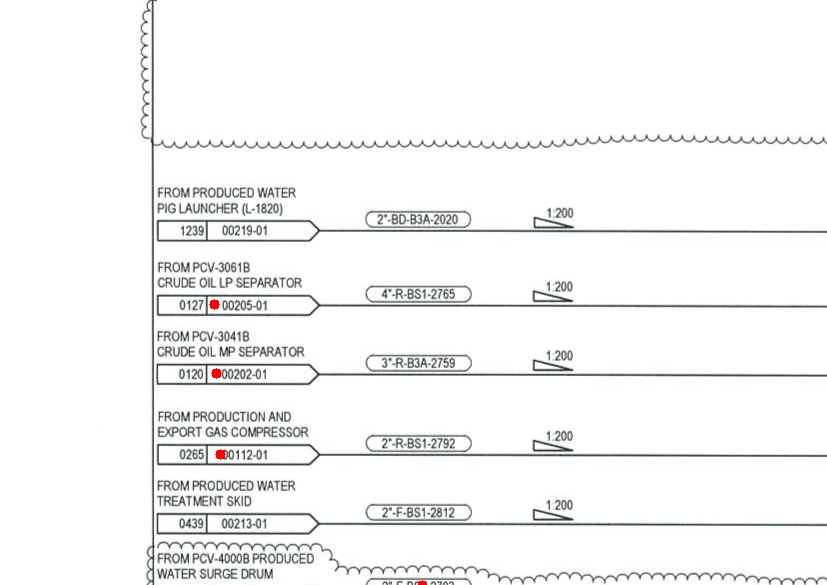 FROM PRODUCED WATER
PIG LAUNCHER (L-1820)
1239 00219-01
2"-BD-B3A-2020
1:200
FROM PCV-3061B
CRUDE OIL LP SEPARATOR
0127 00205-01
4"-R-BS1-2765
1:200
FROM PCV-3041B
CRUDE OIL MP SEPARATOR
0120 00202-01
3"-R-B3A-2759
1:200
FROM PRODUCTION AND
EXPORT GAS COMPRESSOR
0265 00112-01
2"-R-BS1-2792
1:200
FROM PRODUCED WATER
TREATMENT SKID
0439 00213-01
2"-F-BS1-2812
1:200
FROM PCV-4000B PRODUCED
WATER SURGE DRUM